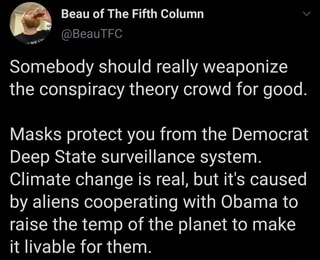 Beau of The Fifth Column
@BeauTFC
Somebody should really weaponize
the conspiracy theory crowd for good.
Masks protect you from the Democrat
Deep State surveillance system.
Climate change is real, but it's caused
by aliens cooperating with Obama to
raise the temp of the planet to make
it livable for them.